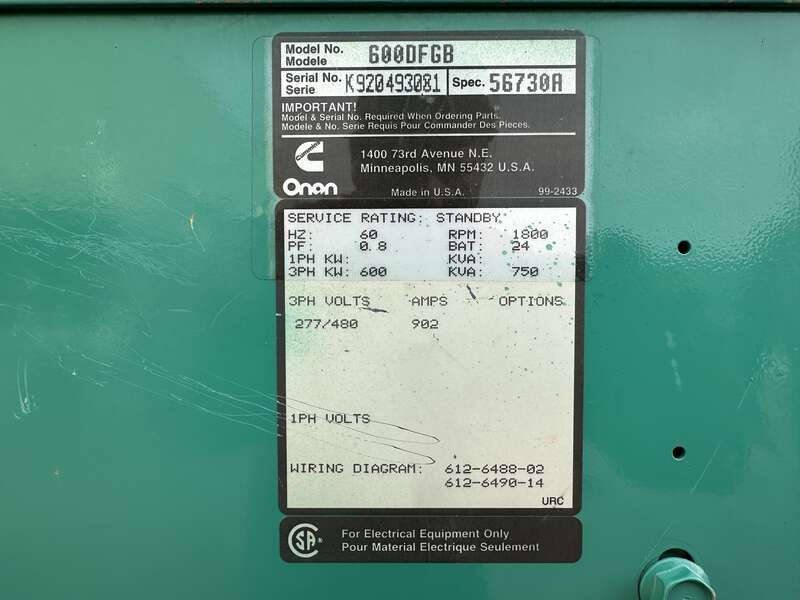 Model No. 600DFGB
Modele
Serial No. K920493081 Spec. 56730A
Serie
IMPORTANT!
Model & Serial No. Required When Ordering Parts.
Modele & No. Serie Requis Pour Commander Des Pieces.
Cummins
1400 73rd Avenue N.E.
Minneapolis, MN 55432 U.S.A.
Onan Made in U.S.A. 99-2433
SERVICE RATING: STANDBY
HZ: 60 RPM: 1800
PF: 0.8 BAT: 24
1PH KW: KVA:
3PH KW: 600 KVA: 750
3PH VOLTS AMPS OPTIONS
277/480 902
1PH VOLTS
WIRING DIAGRAM: 612-6488-02
612-6490-14
URC
CSA® For Electrical Equipment Only
Pour Material Electrique Seulement